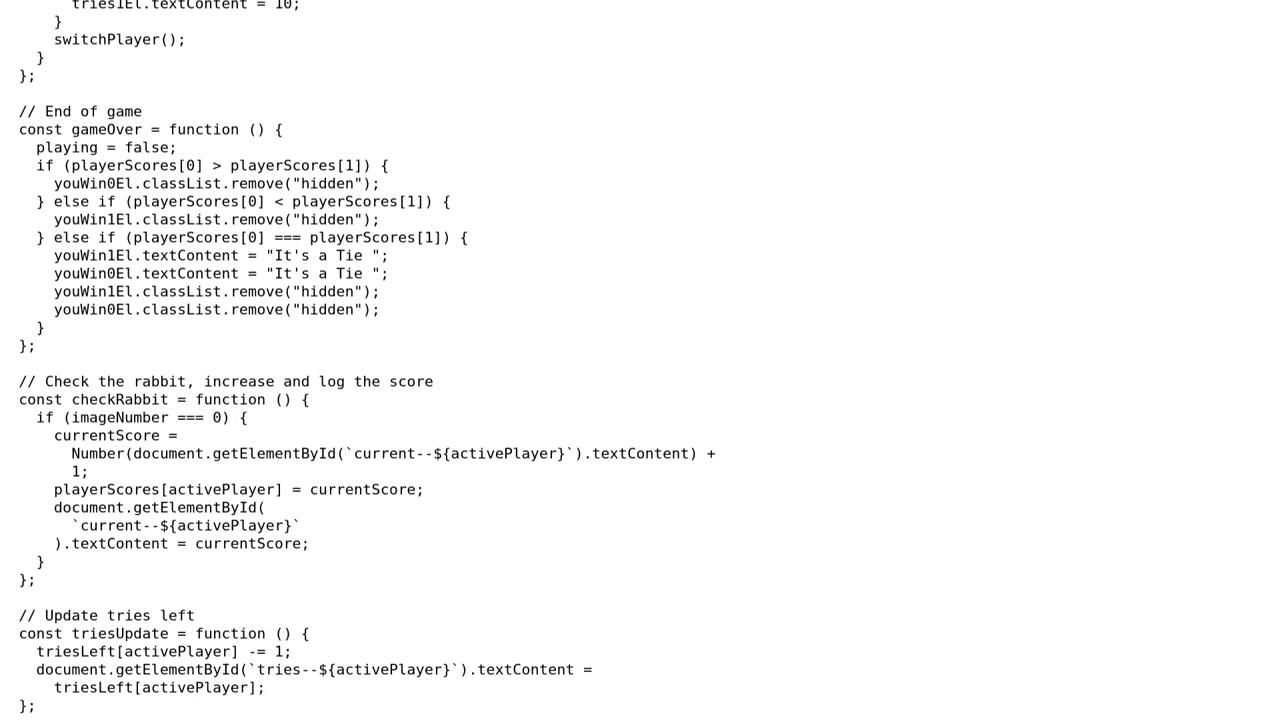 tries1El.textContent = 10;
    }
    switchPlayer();
  }
};

// End of game
const gameOver = function () {
  playing = false;
  if (playerScores[0] > playerScores[1]) {
    youWin0El.classList.remove("hidden");
  } else if (playerScores[0] < playerScores[1]) {
    youWin1El.classList.remove("hidden");
  } else if (playerScores[0] === playerScores[1]) {
    youWin1El.textContent = "It's a Tie ";
    youWin0El.textContent = "It's a Tie ";
    youWin1El.classList.remove("hidden");
    youWin0El.classList.remove("hidden");
  }
};

// Check the rabbit, increase and log the score
const checkRabbit = function () {
  if (imageNumber === 0) {
    currentScore =
      Number(document.getElementById(`current--${activePlayer}`).textContent) +
      1;
    playerScores[activePlayer] = currentScore;
    document.getElementById(
      `current--${activePlayer}`
    ).textContent = currentScore;
  }
};

// Update tries left
const triesUpdate = function () {
  triesLeft[activePlayer] -= 1;
  document.getElementById(`tries--${activePlayer}`).textContent =
    triesLeft[activePlayer];
};